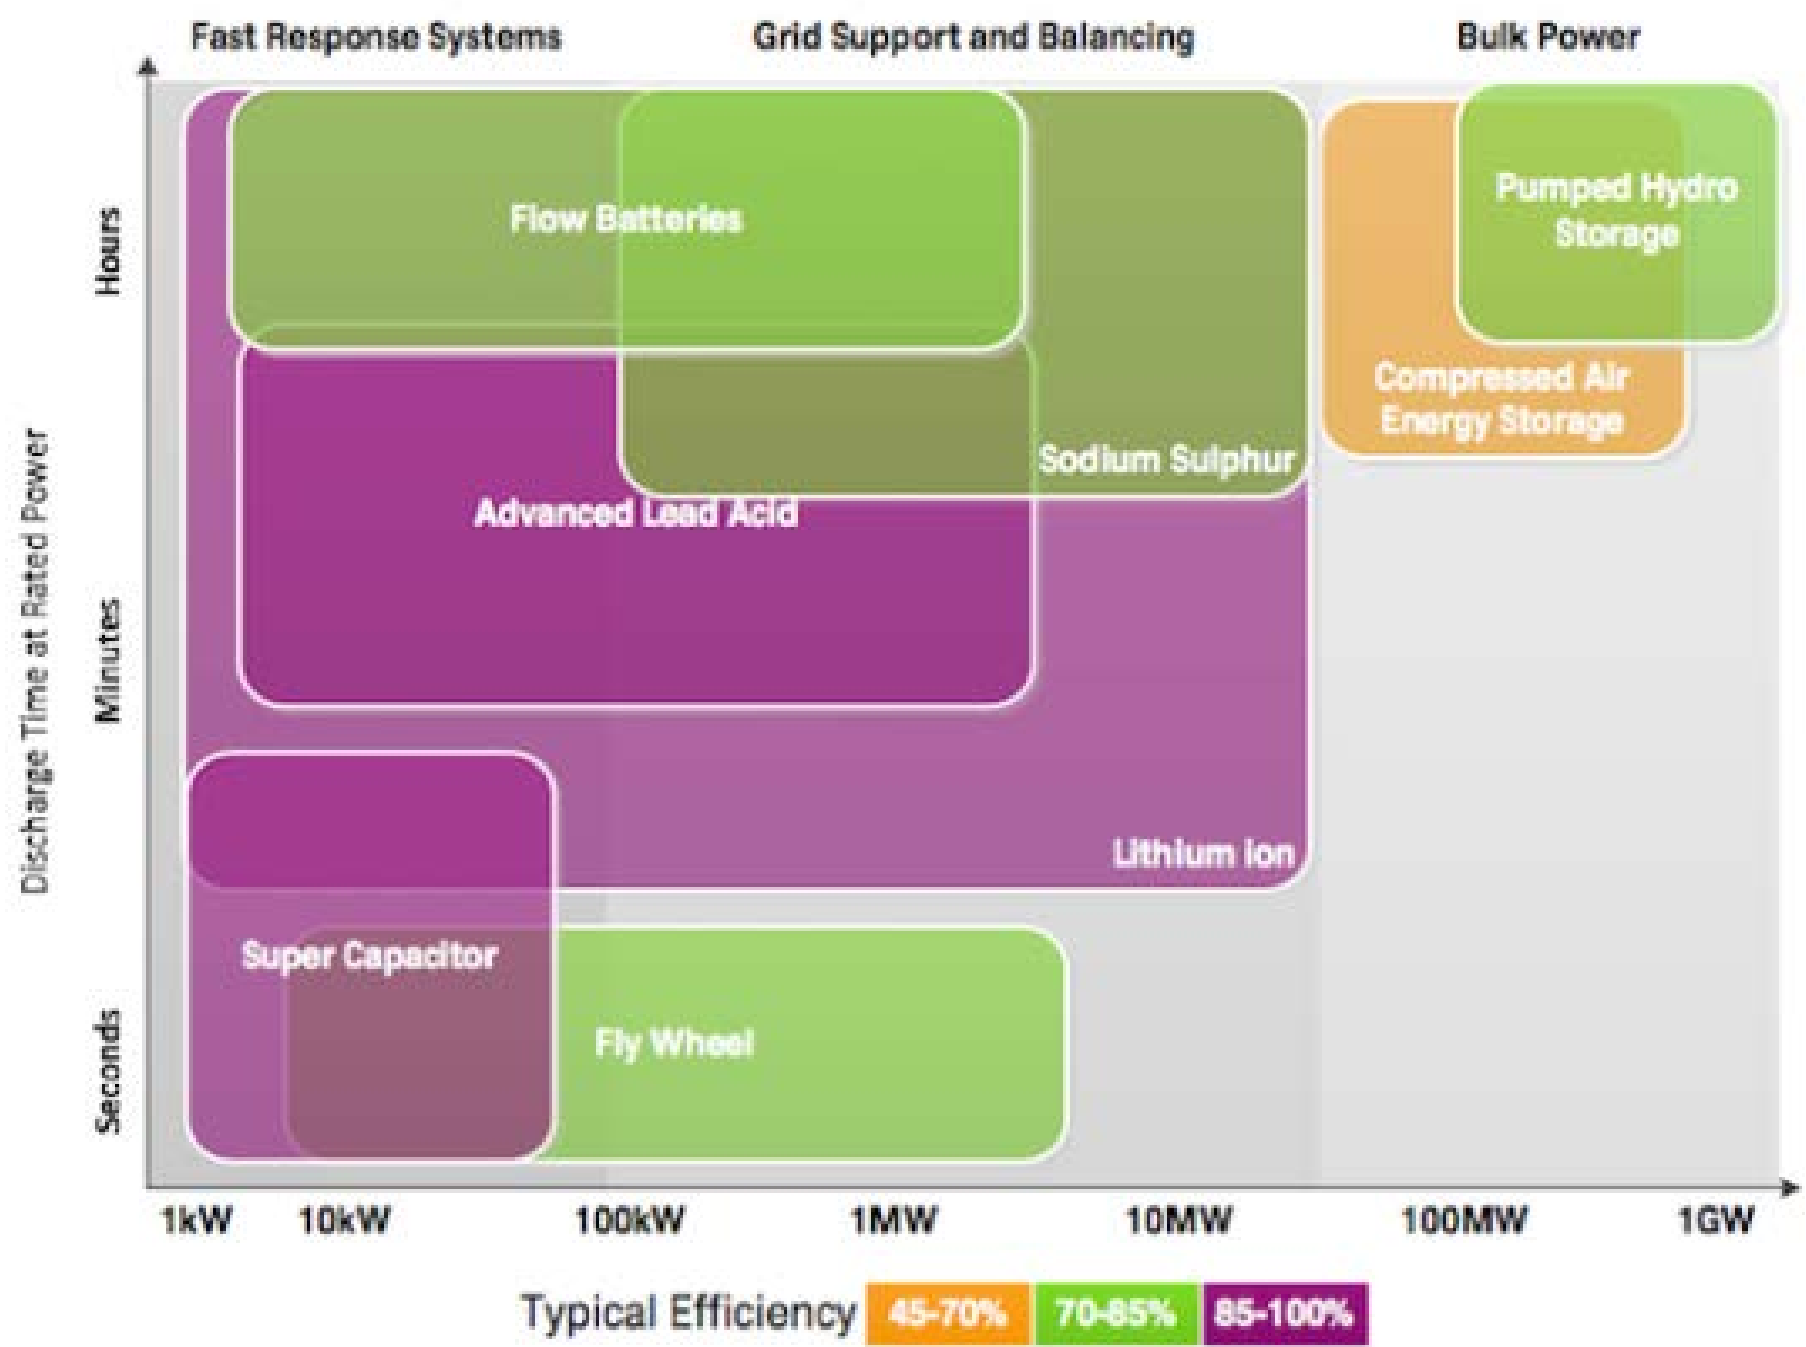 Fast Response Systems
Grid Support and Balancing
Bulk Power
Discharge Time at Rated Power
Hours
Minutes
Seconds
Flow Batteries
Pumped Hydro
Storage
Compressed Air
Energy Storage
Sodium Sulphur
Advanced Lead Acid
Lithium ion
Super Capacitor
Fly Wheel
1kW
10kW
100kW
1MW
10MW
100MW
1GW
Typical Efficiency
45-70%
70-85%
85-100%